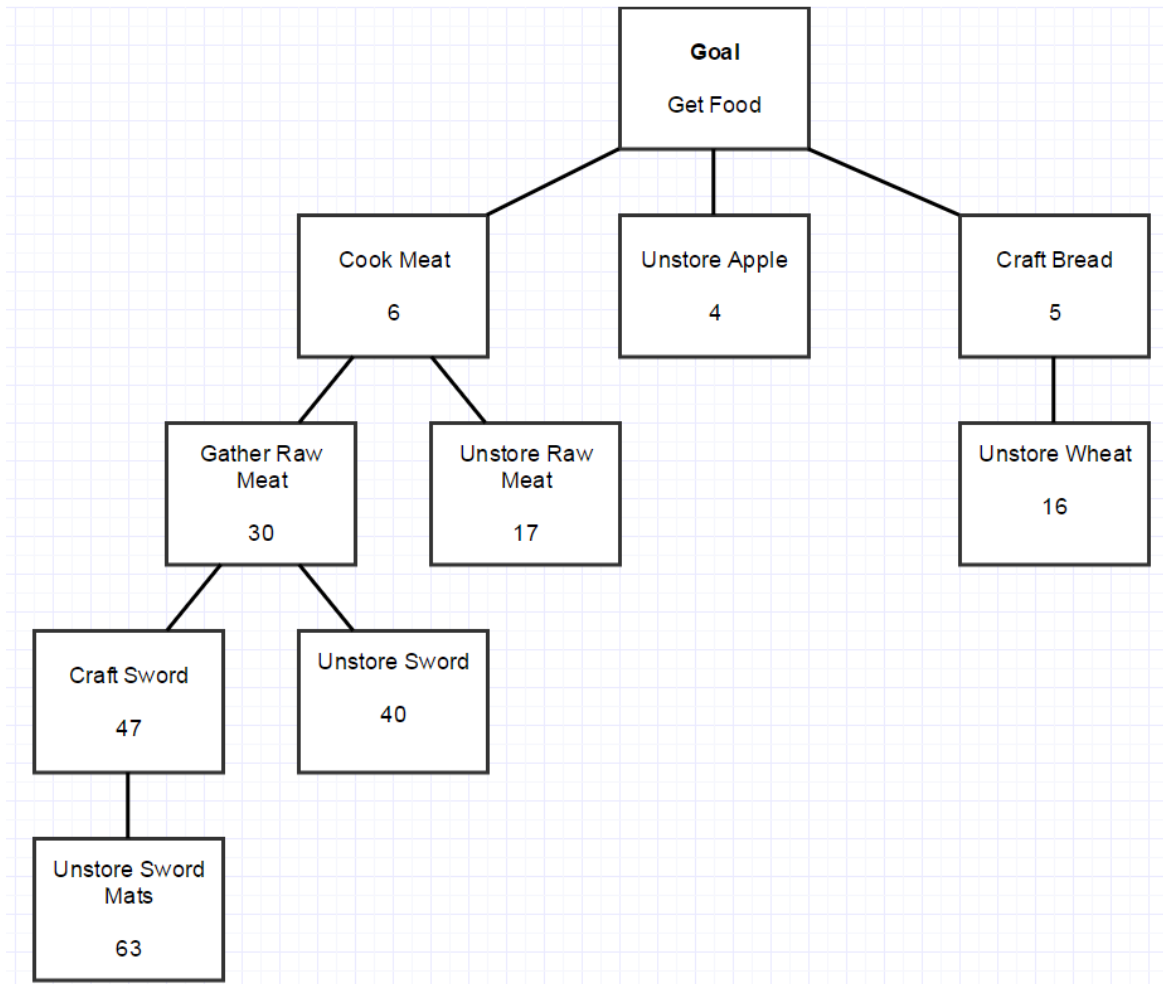 Goal
Get Food
Cook Meat
6
Unstore Apple
4
Craft Bread
5
Gather Raw
Meat
30
Unstore Raw
Meat
17
Unstore Wheat
16
Craft Sword
47
Unstore Sword
40
Unstore Sword
Mats
63